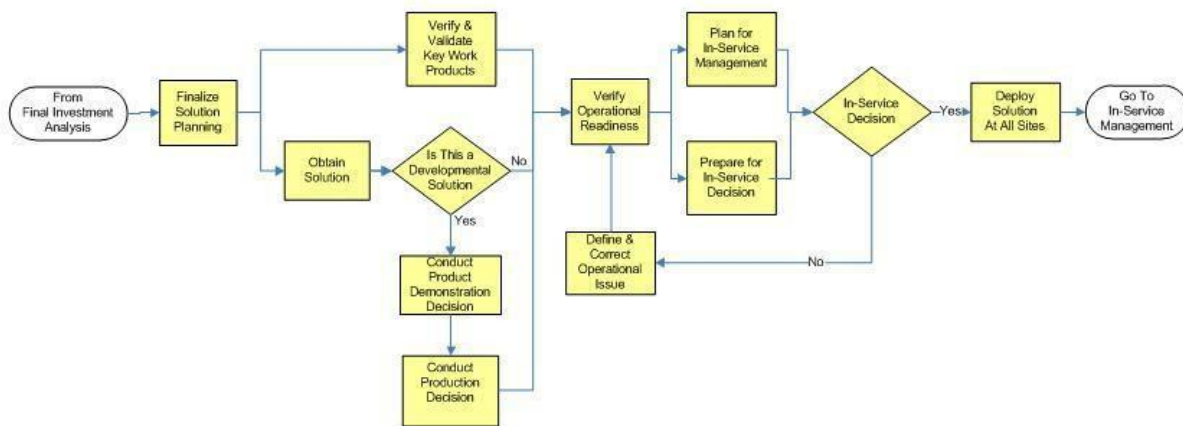 From
Final Investment
Analysis
Finalize
Solution
Planning
Verify &
Validate
Key Work
Products
Obtain
Solution
Is This a
Developmental
Solution
No
Yes
Conduct
Product
Demonstration
Decision
Conduct
Production
Decision
Verify
Operational
Readiness
Plan for
In-Service
Management
Prepare for
In-Service
Decision
Define &
Correct
Operational
Issue
In-Service
Decision
No
Yes
Deploy
Solution
At All Sites
Go To
In-Service
Management